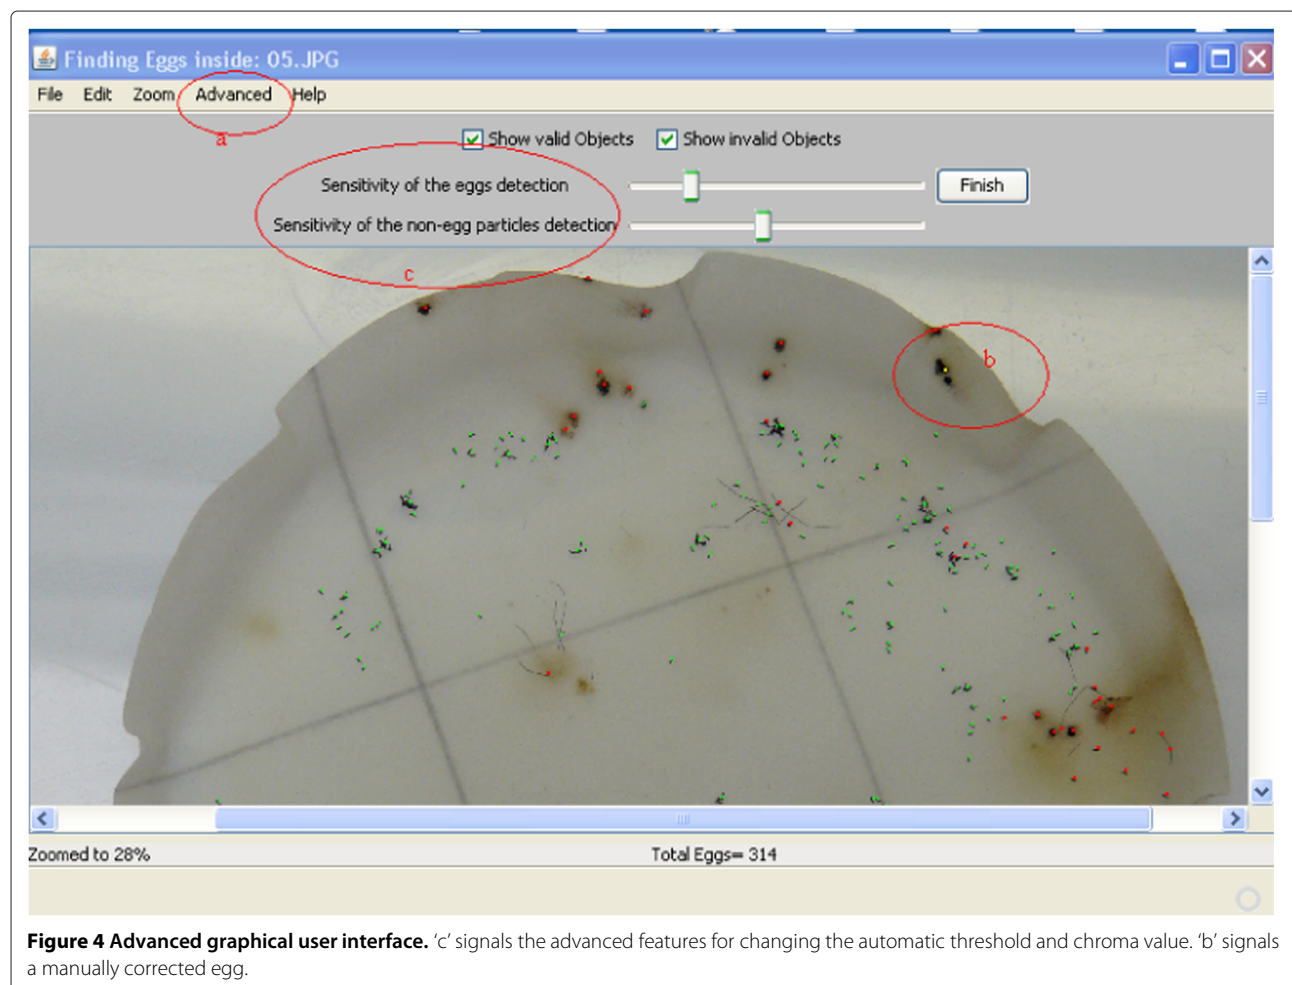 Finding Eggs inside: 05.JPG
File Edit Zoom Advanced Help
a
Show valid Objects Show invalid Objects
Sensitivity of the eggs detection Finish
Sensitivity of the non-egg particles detection
c
b
Zoomed to 28% Total Eggs= 314
Figure 4 Advanced graphical user interface. ‘c’ signals the advanced features for changing the automatic threshold and chroma value. ‘b’ signals
a manually corrected egg.